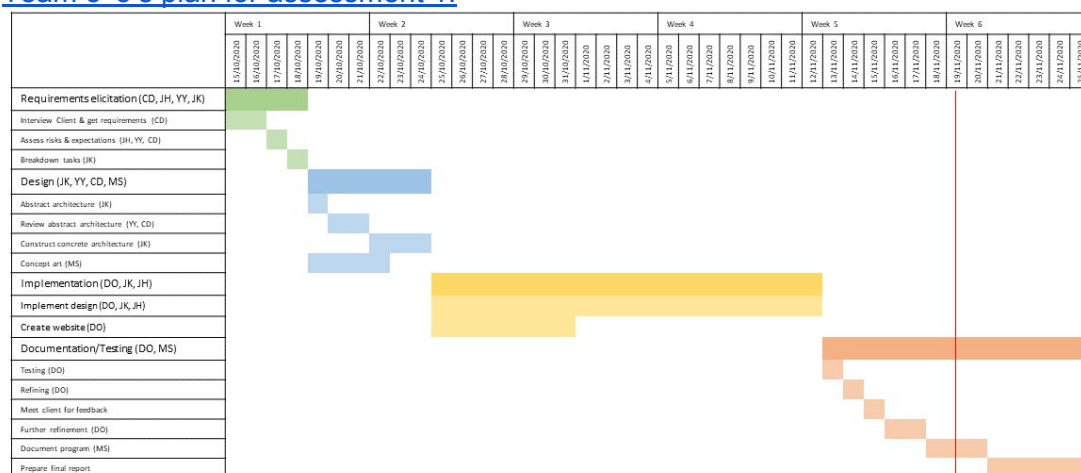 plan for assessment
Week 1 Week 2 Week 3 Week 4 Week 5 Week 6
15/10/2020 16/10/2020 17/10/2020 18/10/2020 19/10/2020 20/10/2020 21/10/2020 22/10/2020 23/10/2020 24/10/2020 25/10/2020 26/10/2020 27/10/2020 28/10/2020 29/10/2020 30/10/2020 31/10/2020 1/11/2020 2/11/2020 3/11/2020 4/11/2020 5/11/2020 6/11/2020 7/11/2020 8/11/2020 9/11/2020 10/11/2020 11/11/2020 12/11/2020 13/11/2020 14/11/2020 15/11/2020 16/11/2020 17/11/2020 18/11/2020 19/11/2020 20/11/2020 21/11/2020 22/11/2020 23/11/2020 24/11/2020 25/11/2020
Requirements elicitation (CD, JH, YY, JK)
Interview Client & get requirements (CD)
Assess risks & expectations (JH, YY, CD)
Breakdown tasks (JK)
Design (JK, YY, CD, MS)
Abstract architecture (JK)
Review abstract architecture (YY, CD)
Construct concrete architecture (JK)
Concept art (MS)
Implementation (DO, JK, JH)
Implement design (DO, JK, JH)
Create website (DO)
Documentation/Testing (DO, MS)
Testing (DO)
Refining (DO)
Meet client for feedback
Further refinement (DO)
Document program (MS)
Prepare final report